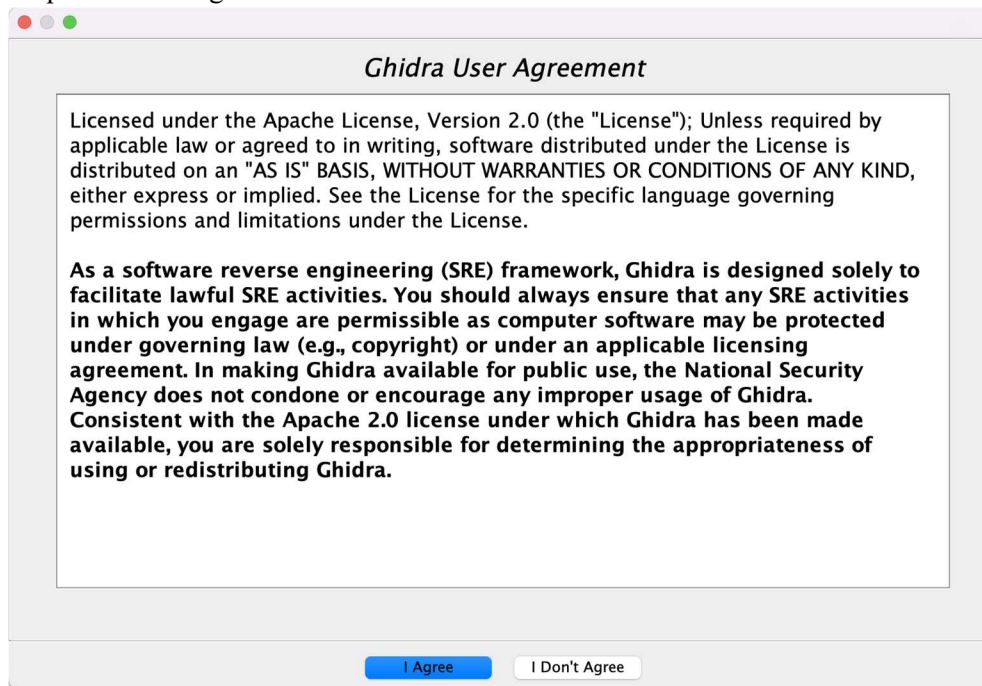 Ghidra User Agreement
Licensed under the Apache License, Version 2.0 (the "License"); Unless required by
applicable law or agreed to in writing, software distributed under the License is
distributed on an "AS IS" BASIS, WITHOUT WARRANTIES OR CONDITIONS OF ANY KIND,
either express or implied. See the License for the specific language governing
permissions and limitations under the License.
As a software reverse engineering (SRE) framework, Ghidra is designed solely to
facilitate lawful SRE activities. You should always ensure that any SRE activities
in which you engage are permissible as computer software may be protected
under governing law (e.g., copyright) or under an applicable licensing
agreement. In making Ghidra available for public use, the National Security
Agency does not condone or encourage any improper usage of Ghidra.
Consistent with the Apache 2.0 license under which Ghidra has been made
available, you are solely responsible for determining the appropriateness of
using or redistributing Ghidra.
I Agree
I Don't Agree